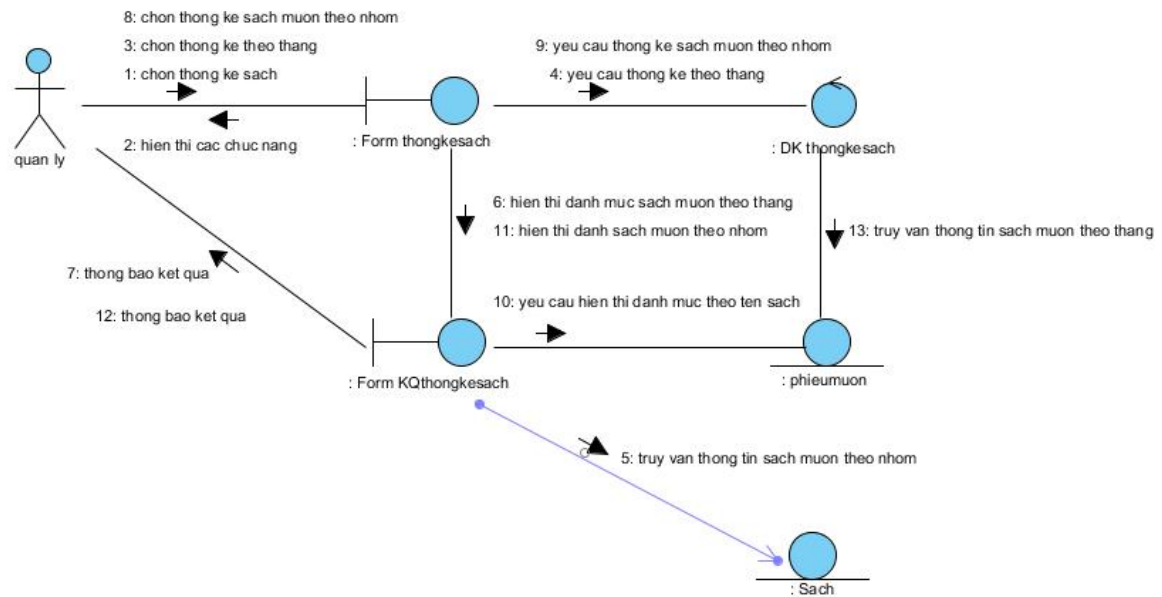 8: chon thong ke sach muon theo nhom
3: chon thong ke theo thang
1: chon thong ke sach
9: yeu cau thong ke sach muon theo nhom
4: yeu cau thong ke theo thang
2: hien thi cac chuc nang
quan ly
: Form thongkesach
: DK thongkesach
6: hien thi danh muc sach muon theo thang
11: hien thi danh sach muon theo nhom
13: truy van thong tin sach muon theo thang
7: thong bao ket qua
12: thong bao ket qua
10: yeu cau hien thi danh muc theo ten sach
: Form KQthongkesach
: phieumuon
5: truy van thong tin sach muon theo nhom
: Sach